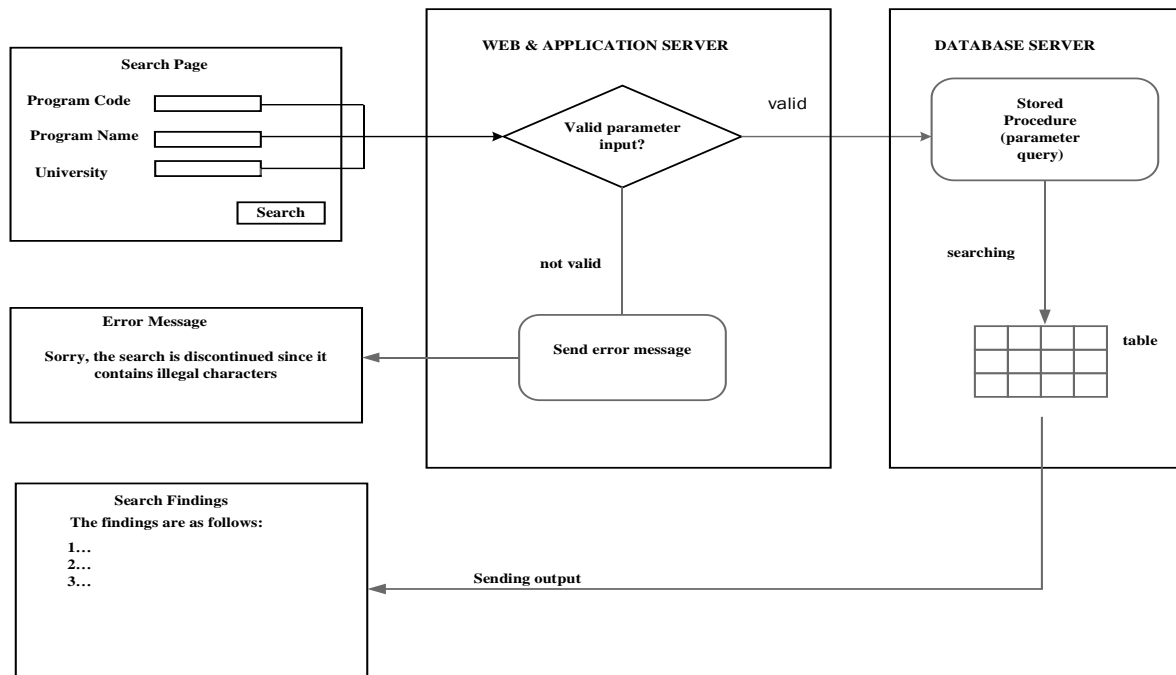 Search Page
Program Code
Program Name
University
Search
WEB & APPLICATION SERVER
Valid parameter
input?
valid
not valid
Send error message
DATABASE SERVER
Stored
Procedure
(parameter
query)
searching
table
Error Message
Sorry, the search is discontinued since it
contains illegal characters
Search Findings
The findings are as follows:
1…
2…
3…
Sending output